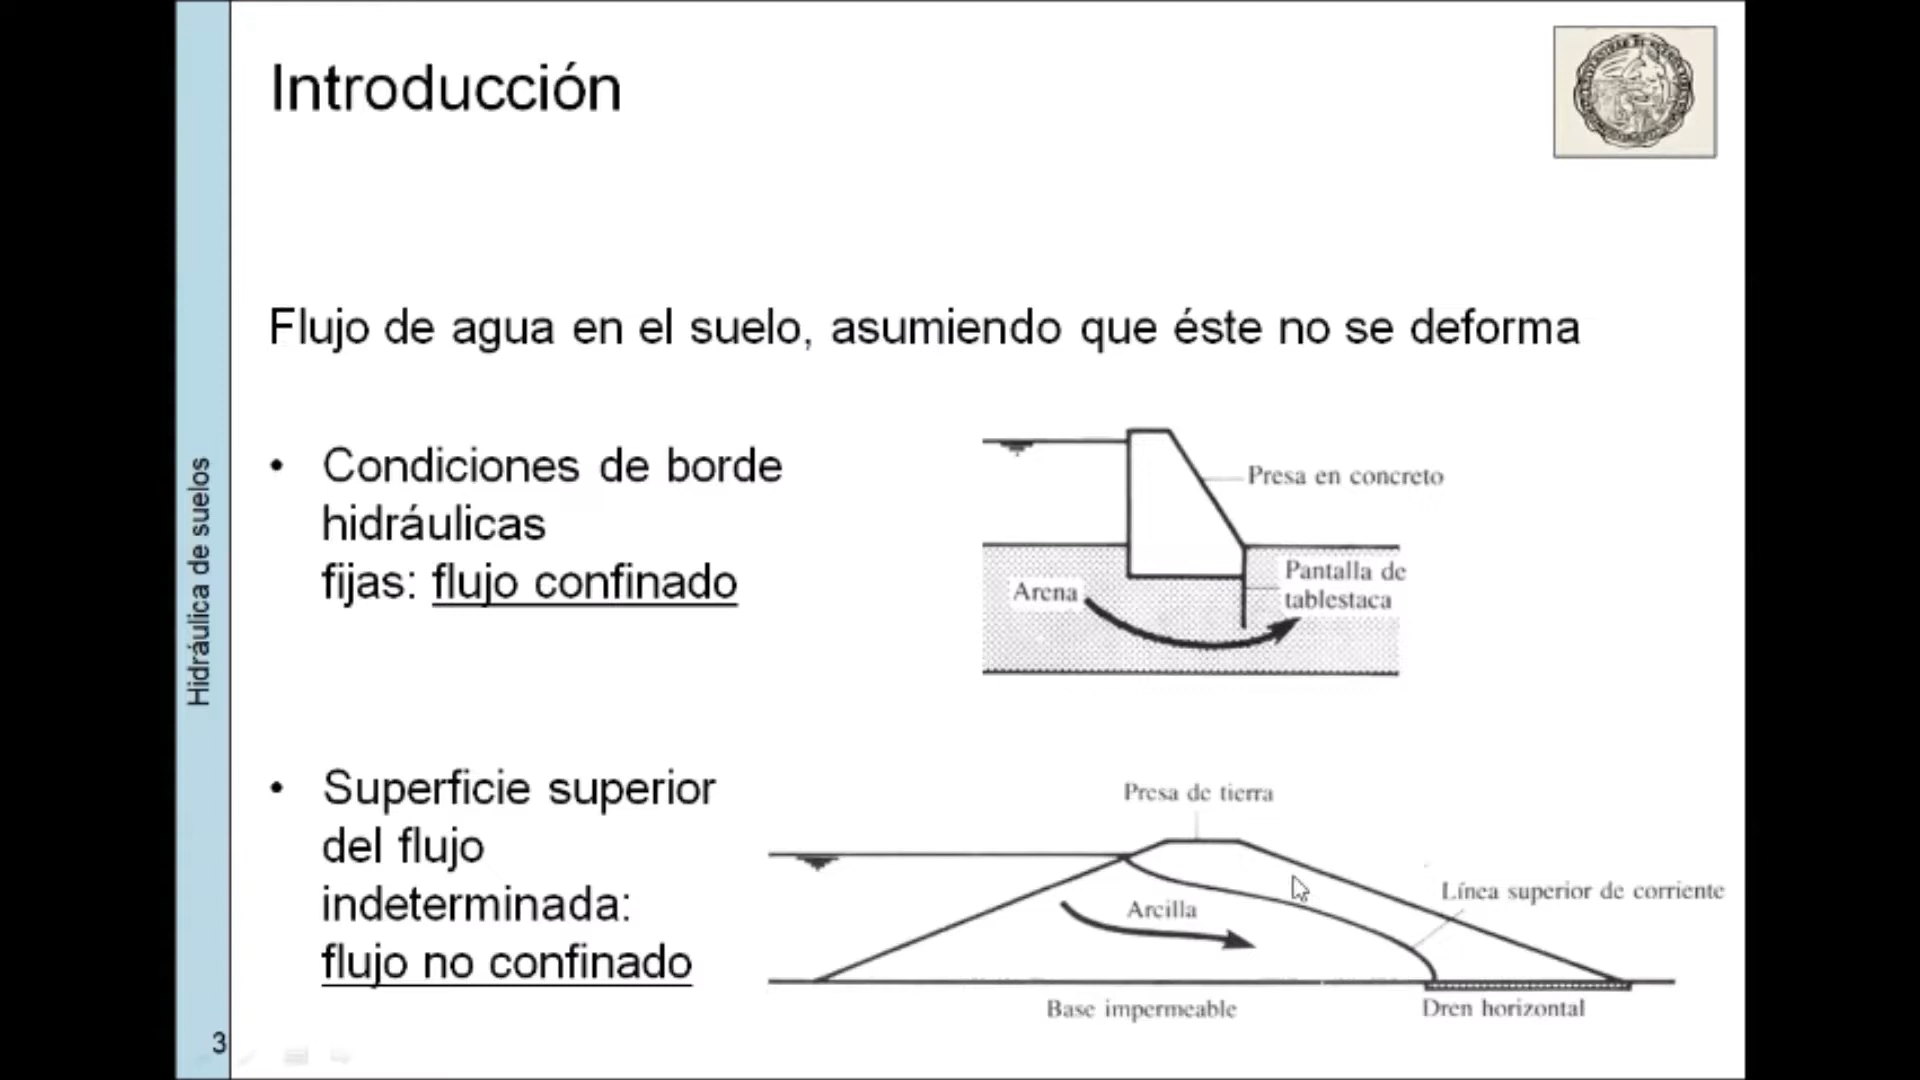 Introducción
Flujo de agua en el suelo, asumiendo que éste no se deforma
• Condiciones de borde
hidráulicas
fijas: flujo confinado
Presa en concreto
Arena
Pantalla de
tablestaca
• Superficie superior
del flujo
indeterminada:
flujo no confinado
Presa de tierra
Arcilla
Línea superior de corriente
Base impermeable
Dren horizontal
Hidráulica de suelos
3